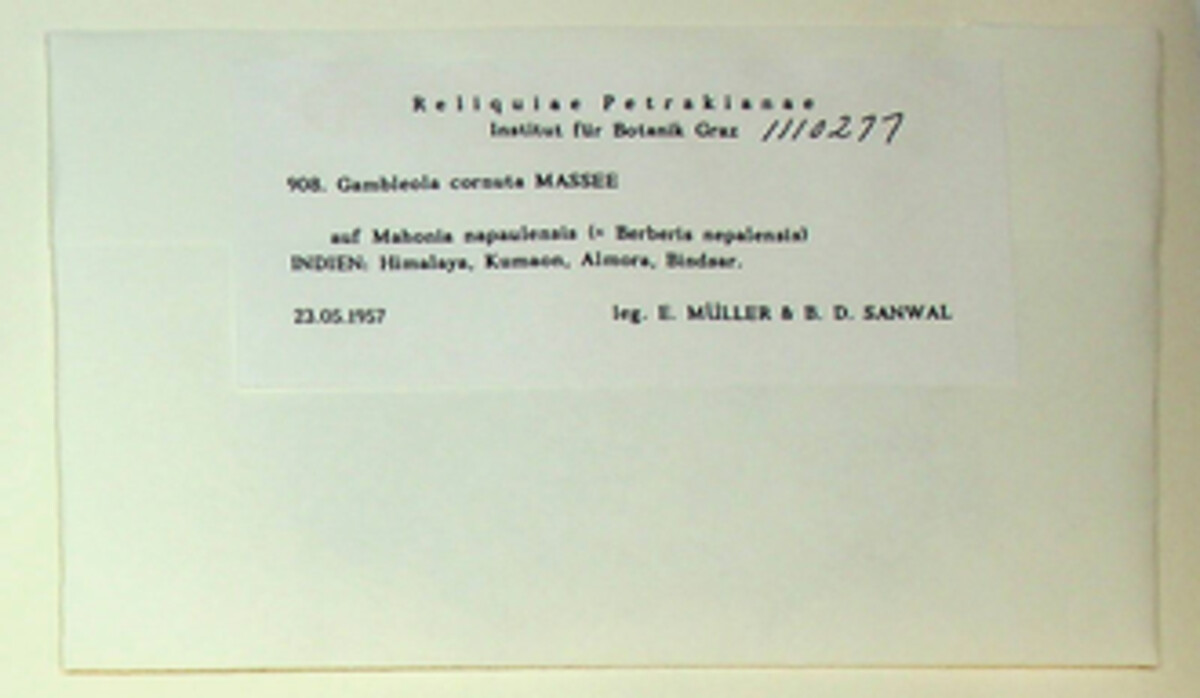 Reliquiae Petrakianae
Institut für Botanik Graz 1110277
908. Gambleola cornuta MASSEE
auf Mahonia napaulensis (= Berberis nepalensis)
INDIEN: Himalaya, Kumaon, Almora, Bindsar.
23.05.1957 leg. E. MÜLLER & B. D. SANWAL